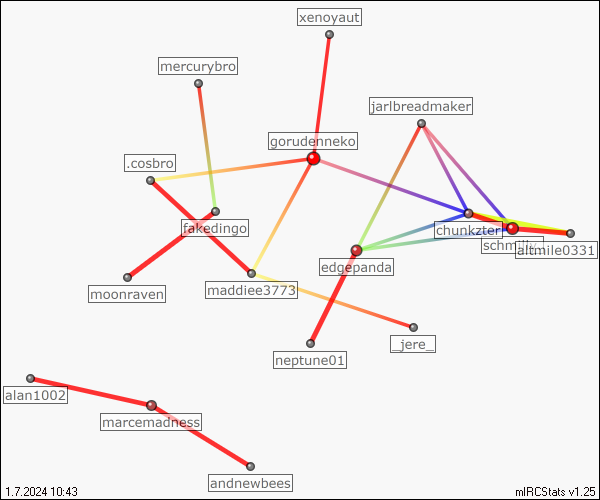 xenoyaut
mercurybro
jarlbreadmaker
gorudenneko
.cosbro
fakedingo
chunkzter
altmile0331
edgepanda
maddiee3773
moonraven
_jere_
neptune01
alan1002
marcemadness
andnewbees
1.7.2024 10:43
mIRCStats v1.25